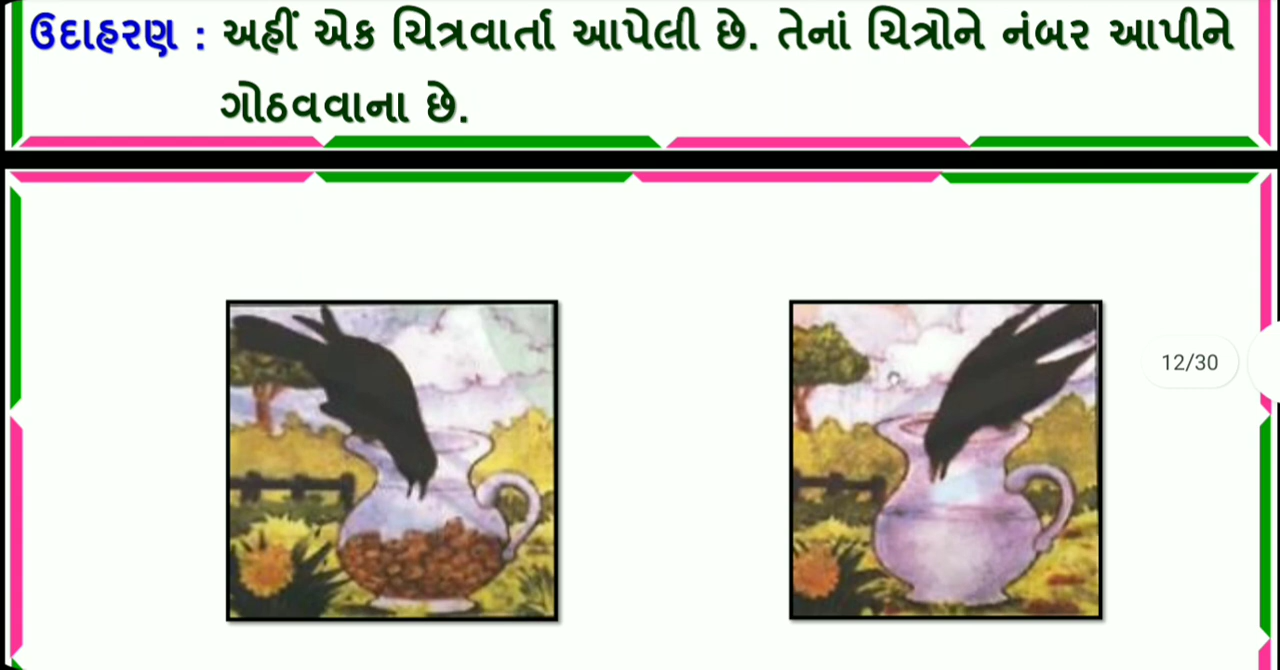 ઉદાહરણ : અહીં એક ચિત્રવાર્તા આપેલી છે. તેનાં ચિત્રોને નંબર આપીને
ગોઠવવાના છે.
12/30